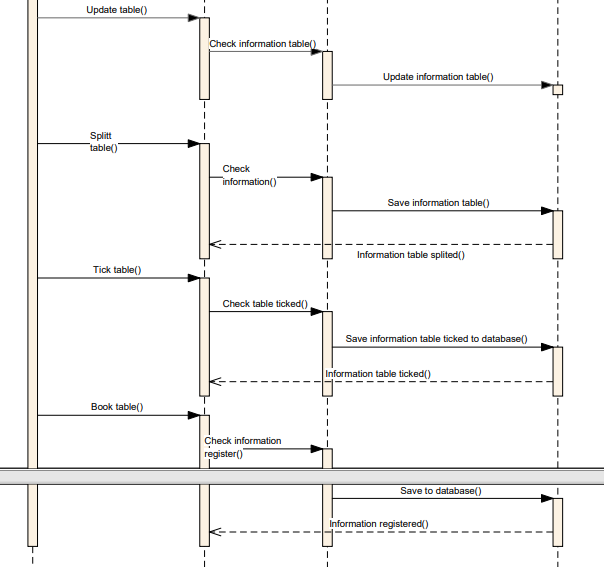 Update table()
Check information table()
Update information table()
Splitt
table()
Check
information()
Save information table()
Information table splited()
Tick table()
Check table ticked()
Save information table ticked to database()
Information table ticked()
Book table()
Check information
register()
Save to database()
Information registered()